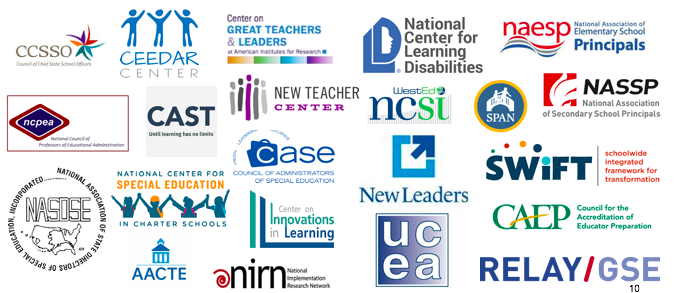 CCSSO
Council of Chief State School Officers
CEEDAR
CENTER
Center on
GREAT TEACHERS
& LEADERS
at American Institutes for Research
National
Center for
Learning
Disabilities
naesp
National Association of
Elementary School
Principals
ncpea
National Council of
Professors of Educational Administration
CAST
Until learning has no limits
NEW TEACHER
CENTER
WestEd
ncsi
SPAN
NASSP
National Association
of Secondary School Principals
case
COUNCIL OF ADMINISTRATORS
OF SPECIAL EDUCATION
New Leaders
SWIFT
schoolwide
integrated
framework for
transformation
NATIONAL ASSOCIATION OF STATE DIRECTORS OF SPECIAL EDUCATION, INCORPORATED
NASDSE
NATIONAL CENTER FOR
SPECIAL EDUCATION
IN CHARTER SCHOOLS
Center on
Innovations
in Learning
uc
ea
CAEP
Council for the
Accreditation of
Educator Preparation
AACTE
nirn
National
Implementation
Research Network
RELAY/GSE
10